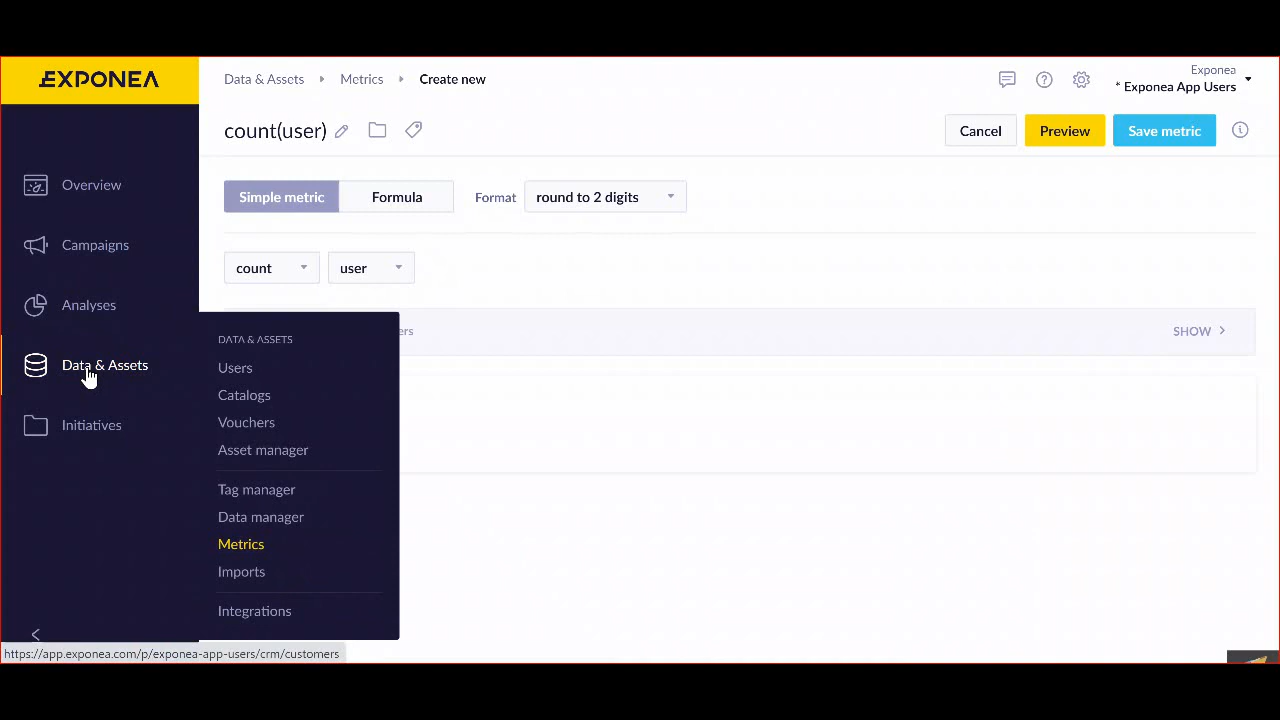 EXPONEA
Data & Assets Metrics Create new
Exponea
* Exponea App Users
count(user)
Cancel Preview Save metric
Simple metric Formula Format round to 2 digits
count user
SHOW
Overview
Campaigns
Analyses
Data & Assets
Initiatives
DATA & ASSETS
Users
Catalogs
Vouchers
Asset manager
Tag manager
Data manager
Metrics
Imports
Integrations
https://app.exponea.com/p/exponea-app-users/crm/customers